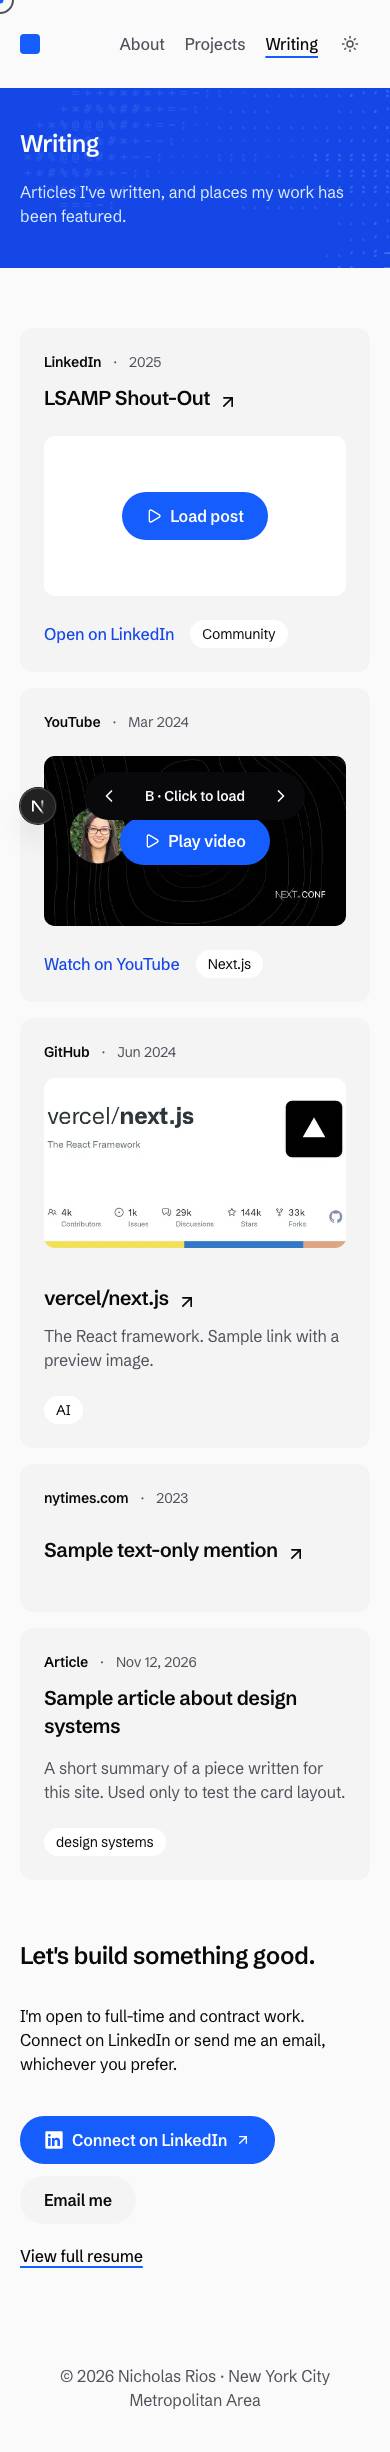 About Projects Writing
Writing
Articles I've written, and places my work has
been featured.
LinkedIn · 2025
LSAMP Shout-Out
Load post
Open on LinkedIn Community
YouTube · Mar 2024
B · Click to load
N
Play video
NEXT.CONF
Watch on YouTube Next.js
GitHub · Jun 2024
vercel/next.js
The React Framework
4k 1k 29k 144k 33k
Contributors Issues Discussions Stars Forks
vercel/next.js
The React framework. Sample link with a
preview image.
AI
nytimes.com · 2023
Sample text-only mention
Article · Nov 12, 2026
Sample article about design
systems
A short summary of a piece written for
this site. Used only to test the card layout.
design systems
Let's build something good.
I'm open to full-time and contract work.
Connect on LinkedIn or send me an email,
whichever you prefer.
Connect on LinkedIn
Email me
View full resume
© 2026 Nicholas Rios · New York City
Metropolitan Area